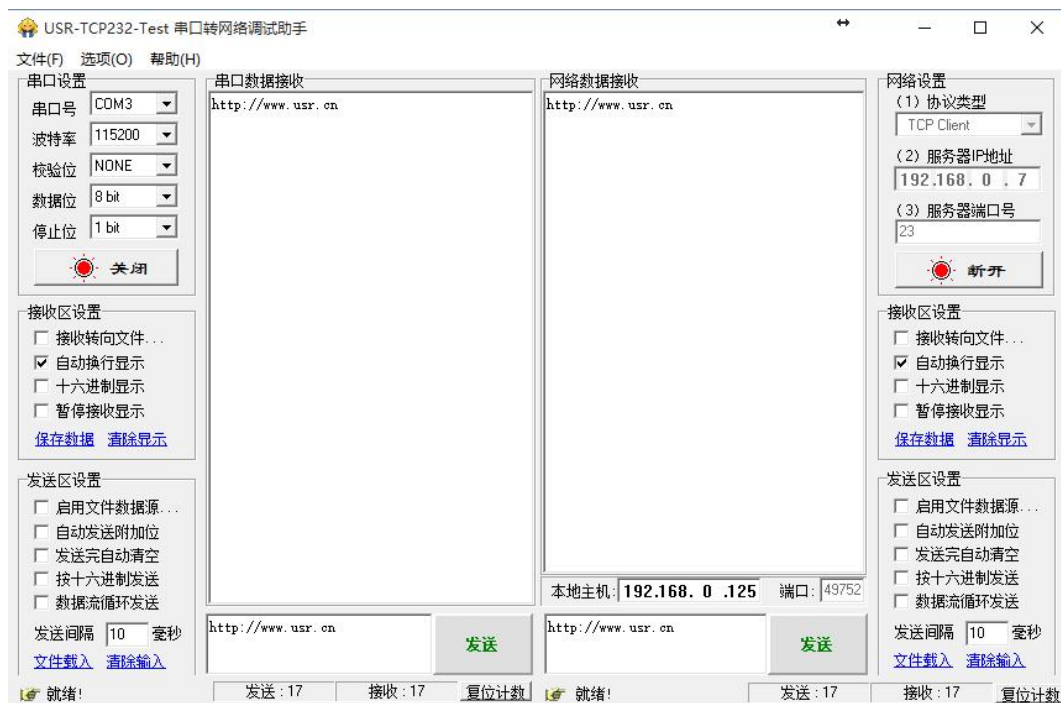 USR-TCP232-Test 串口转网络调试助手
文件(F) 选项(O) 帮助(H)
串口设置
串口号 COM3
波特率 115200
校验位 NONE
数据位 8 bit
停止位 1 bit
关闭
接收区设置
接收转向文件...
自动换行显示
十六进制显示
暂停接收显示
保存数据 清除显示
发送区设置
启用文件数据源...
自动发送附加位
发送完自动清空
按十六进制发送
数据流循环发送
发送间隔 10 毫秒
文件载入 清除输入
就绪!
串口数据接收
http://www.usr.cn
http://www.usr.cn
发送
发送:17 接收:17 复位计数
网络数据接收
http://www.usr.cn
本地主机: 192.168. 0 .125 端口: 49752
http://www.usr.cn
发送
就绪!
发送:17 接收:17 复位计数
网络设置
(1) 协议类型
TCP Client
(2) 服务器IP地址
192.168. 0 . 7
(3) 服务器端口号
23
断开
接收区设置
接收转向文件...
自动换行显示
十六进制显示
暂停接收显示
保存数据 清除显示
发送区设置
启用文件数据源...
自动发送附加位
发送完自动清空
按十六进制发送
数据流循环发送
发送间隔 10 毫秒
文件载入 清除输入